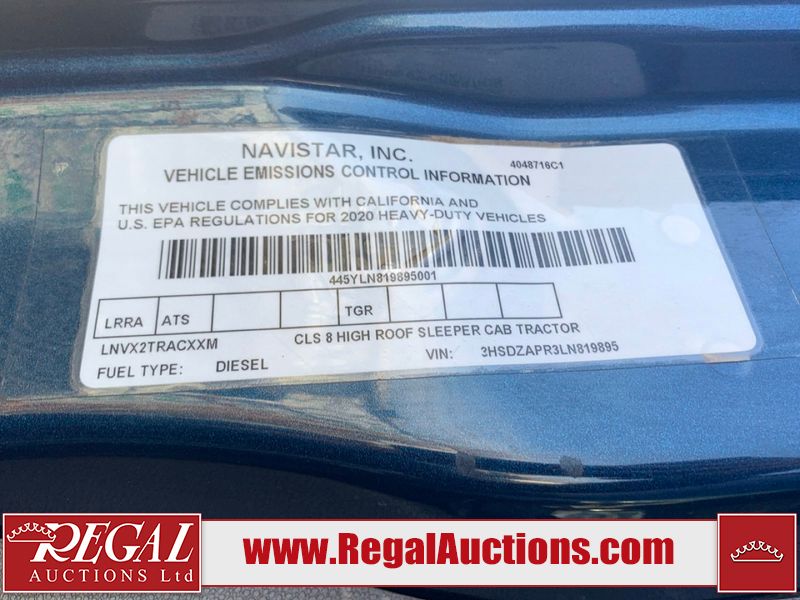 NAVISTAR, INC.
4048716C1
VEHICLE EMISSIONS CONTROL INFORMATION
THIS VEHICLE COMPLIES WITH CALIFORNIA AND
U.S. EPA REGULATIONS FOR 2020 HEAVY-DUTY VEHICLES
445YLN819895001
LRRA ATS TGR
LNVX2TRACXXM CLS 8 HIGH ROOF SLEEPER CAB TRACTOR
FUEL TYPE: DIESEL VIN: 3HSDZAPR3LN819895
REGAL
AUCTIONS Ltd
www.RegalAuctions.com